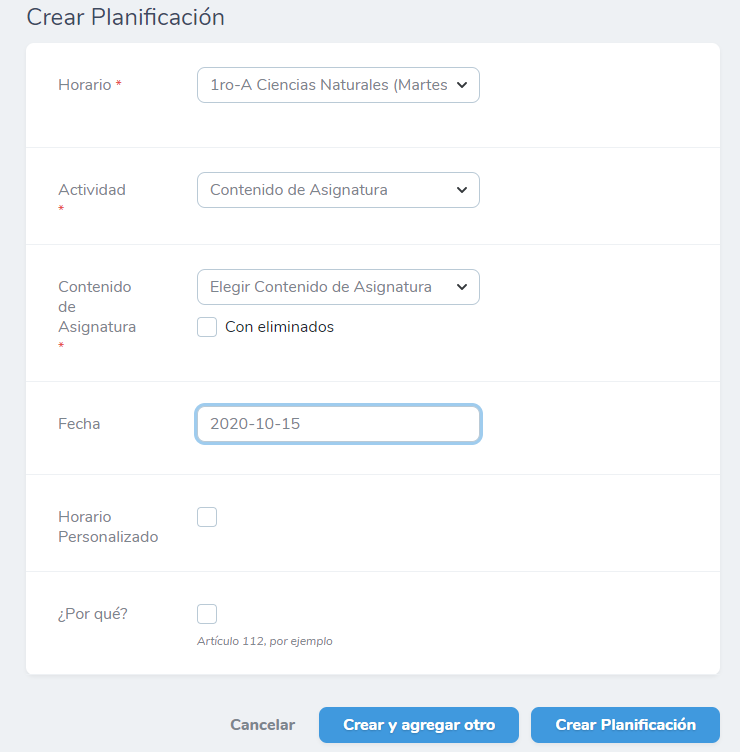 Crear Planificación
Horario *
1ro-A Ciencias Naturales (Martes
Actividad
*
Contenido de Asignatura
Contenido
de
Asignatura
*
Elegir Contenido de Asignatura
Con eliminados
Fecha
2020-10-15
Horario
Personalizado
¿Por qué?
Artículo 112, por ejemplo
Cancelar
Crear y agregar otro
Crear Planificación